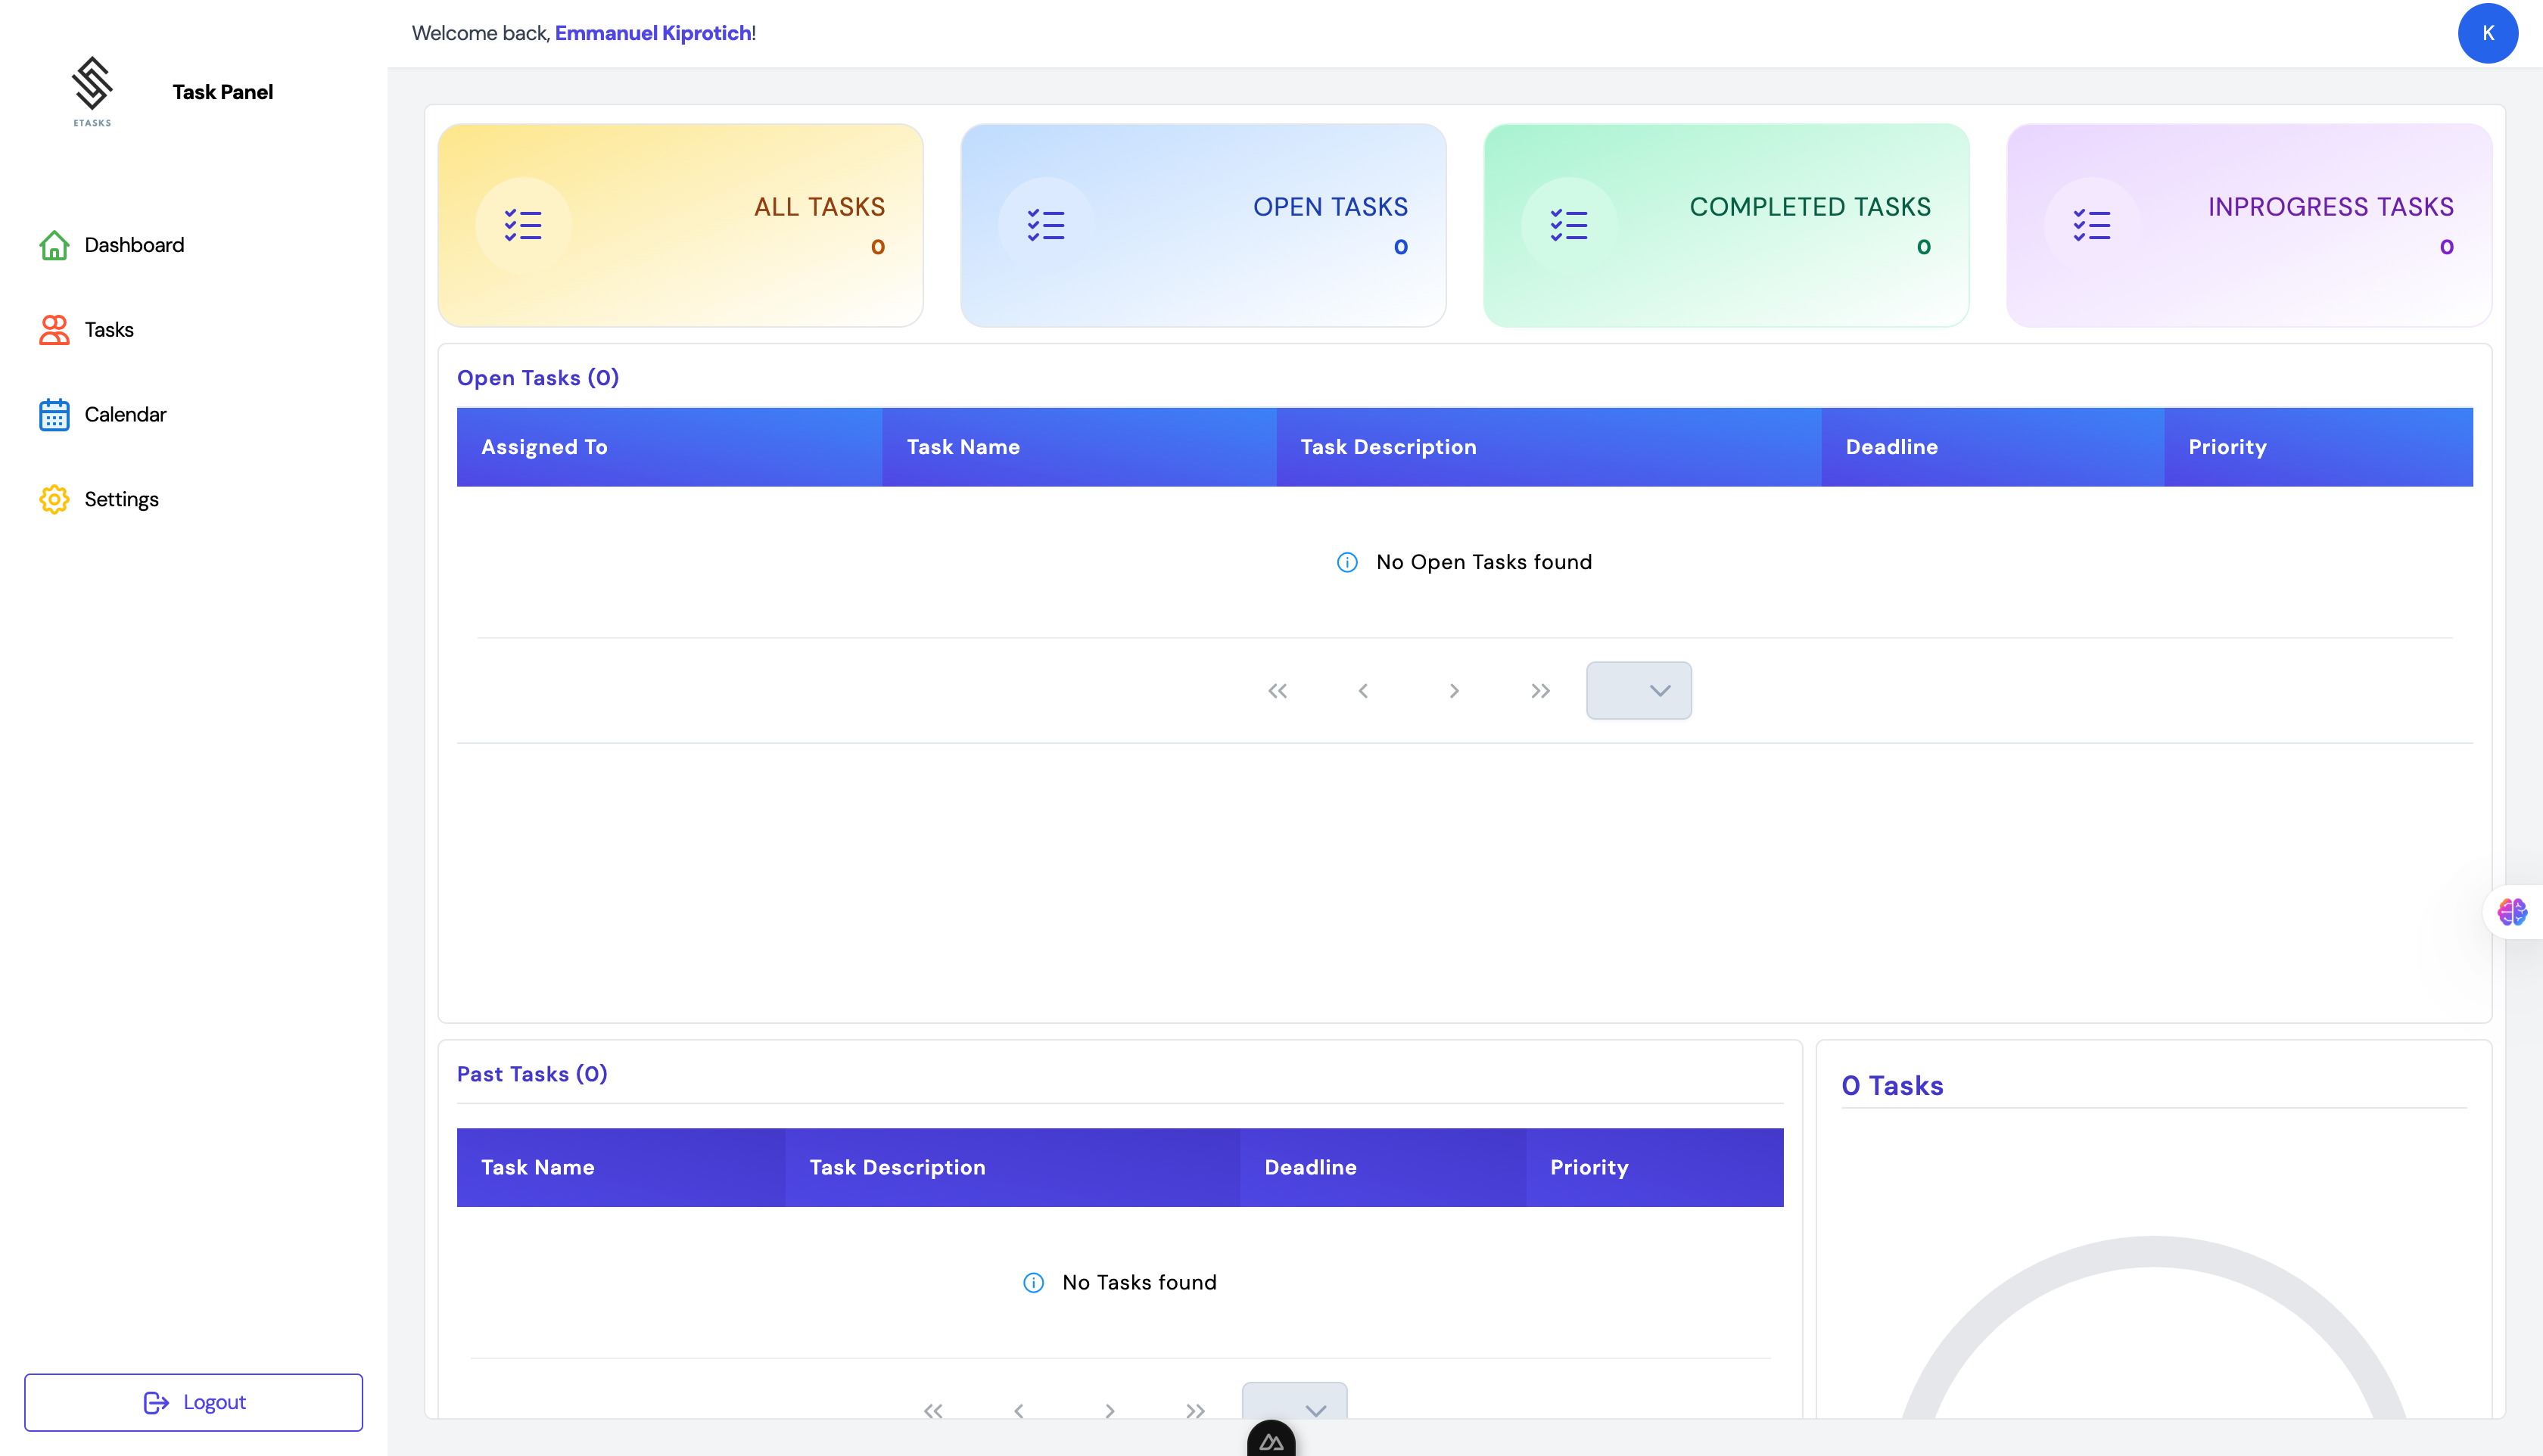 Welcome back, Emmanuel Kiprotich!
K
ETASKS
Task Panel
Dashboard
Tasks
Calendar
Settings
Logout
ALL TASKS
0
OPEN TASKS
0
COMPLETED TASKS
0
INPROGRESS TASKS
0
Open Tasks (0)
Assigned To Task Name Task Description Deadline Priority
No Open Tasks found
Past Tasks (0)
Task Name Task Description Deadline Priority
No Tasks found
0 Tasks